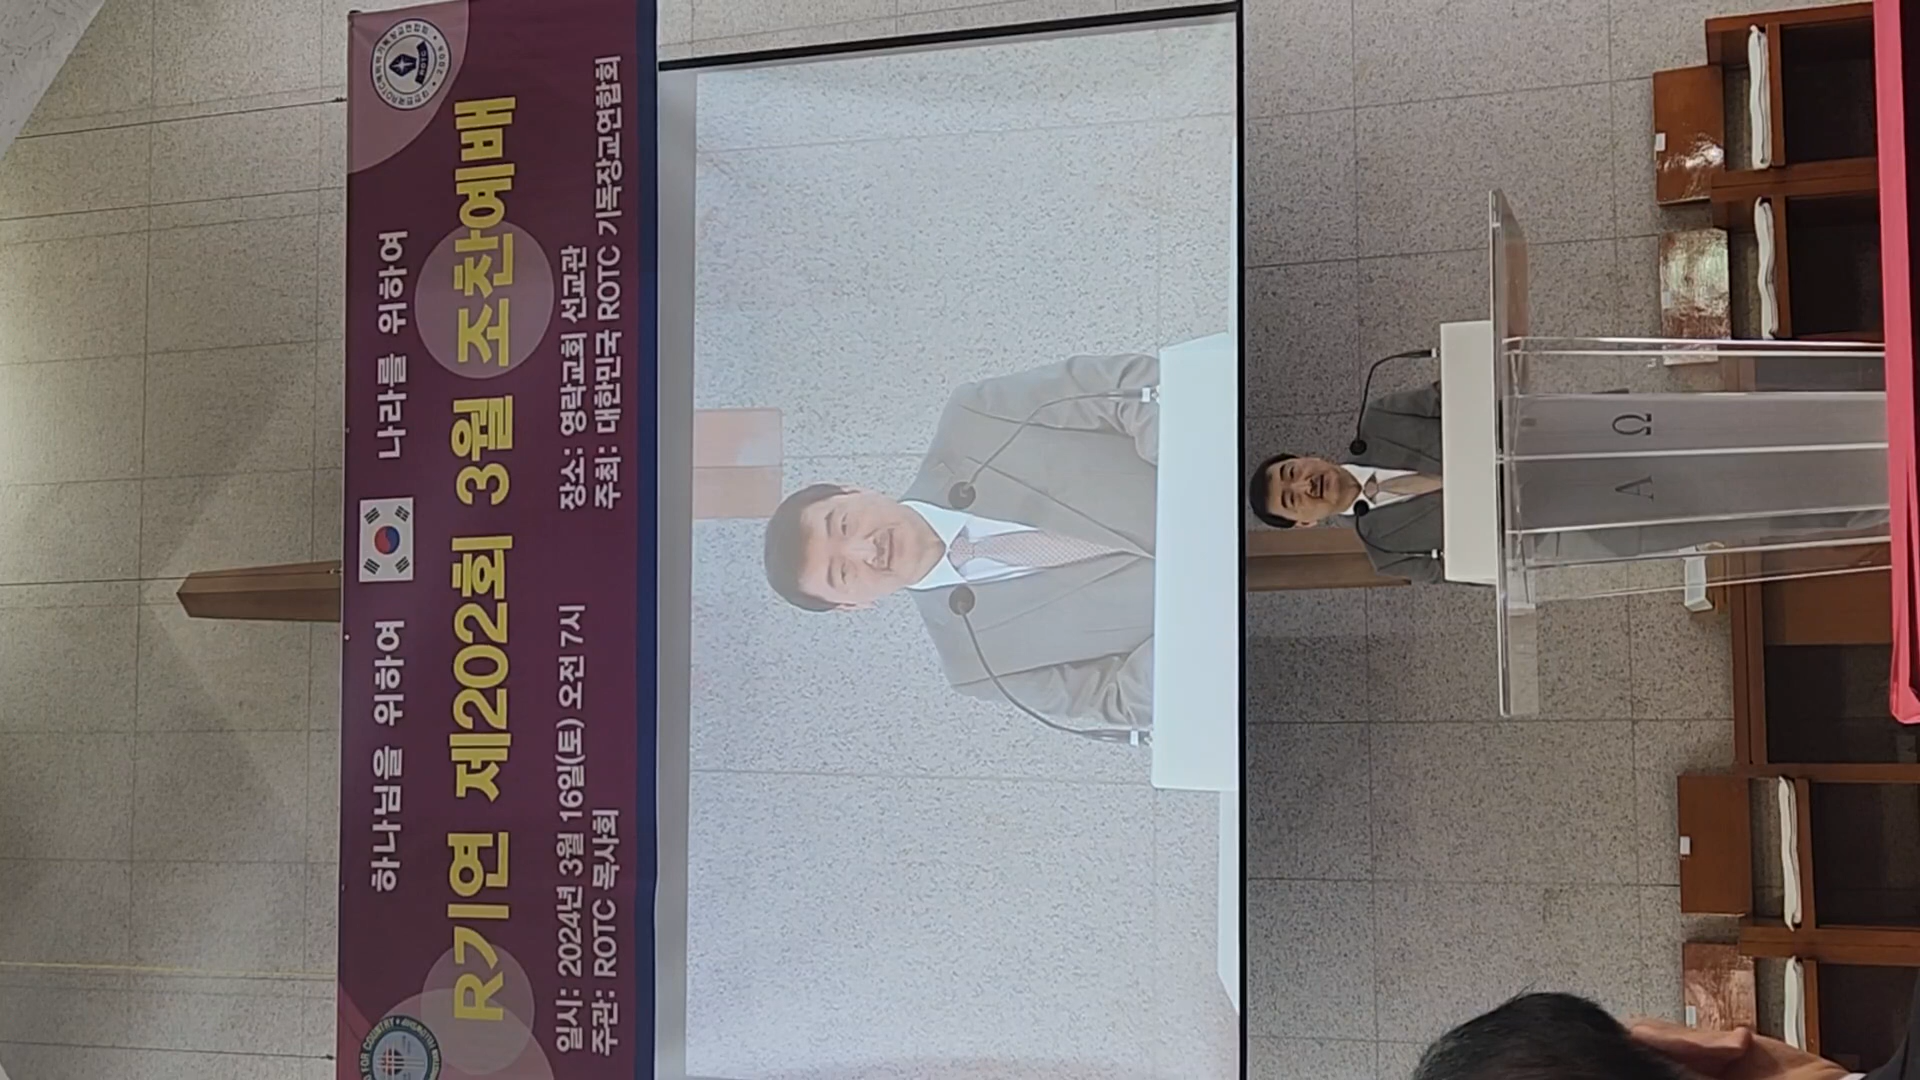 하나님을 위하여 나라를 위하여
R기연 제202회 3월 조찬예배
일시: 2024년 3월 16일(토) 오전 7시 장소: 영락교회 선교관
주관: ROTC 목사회 주최: 대한민국 ROTC 기독장교연합회
FOR COUNTRY
ROTC
Α Ω